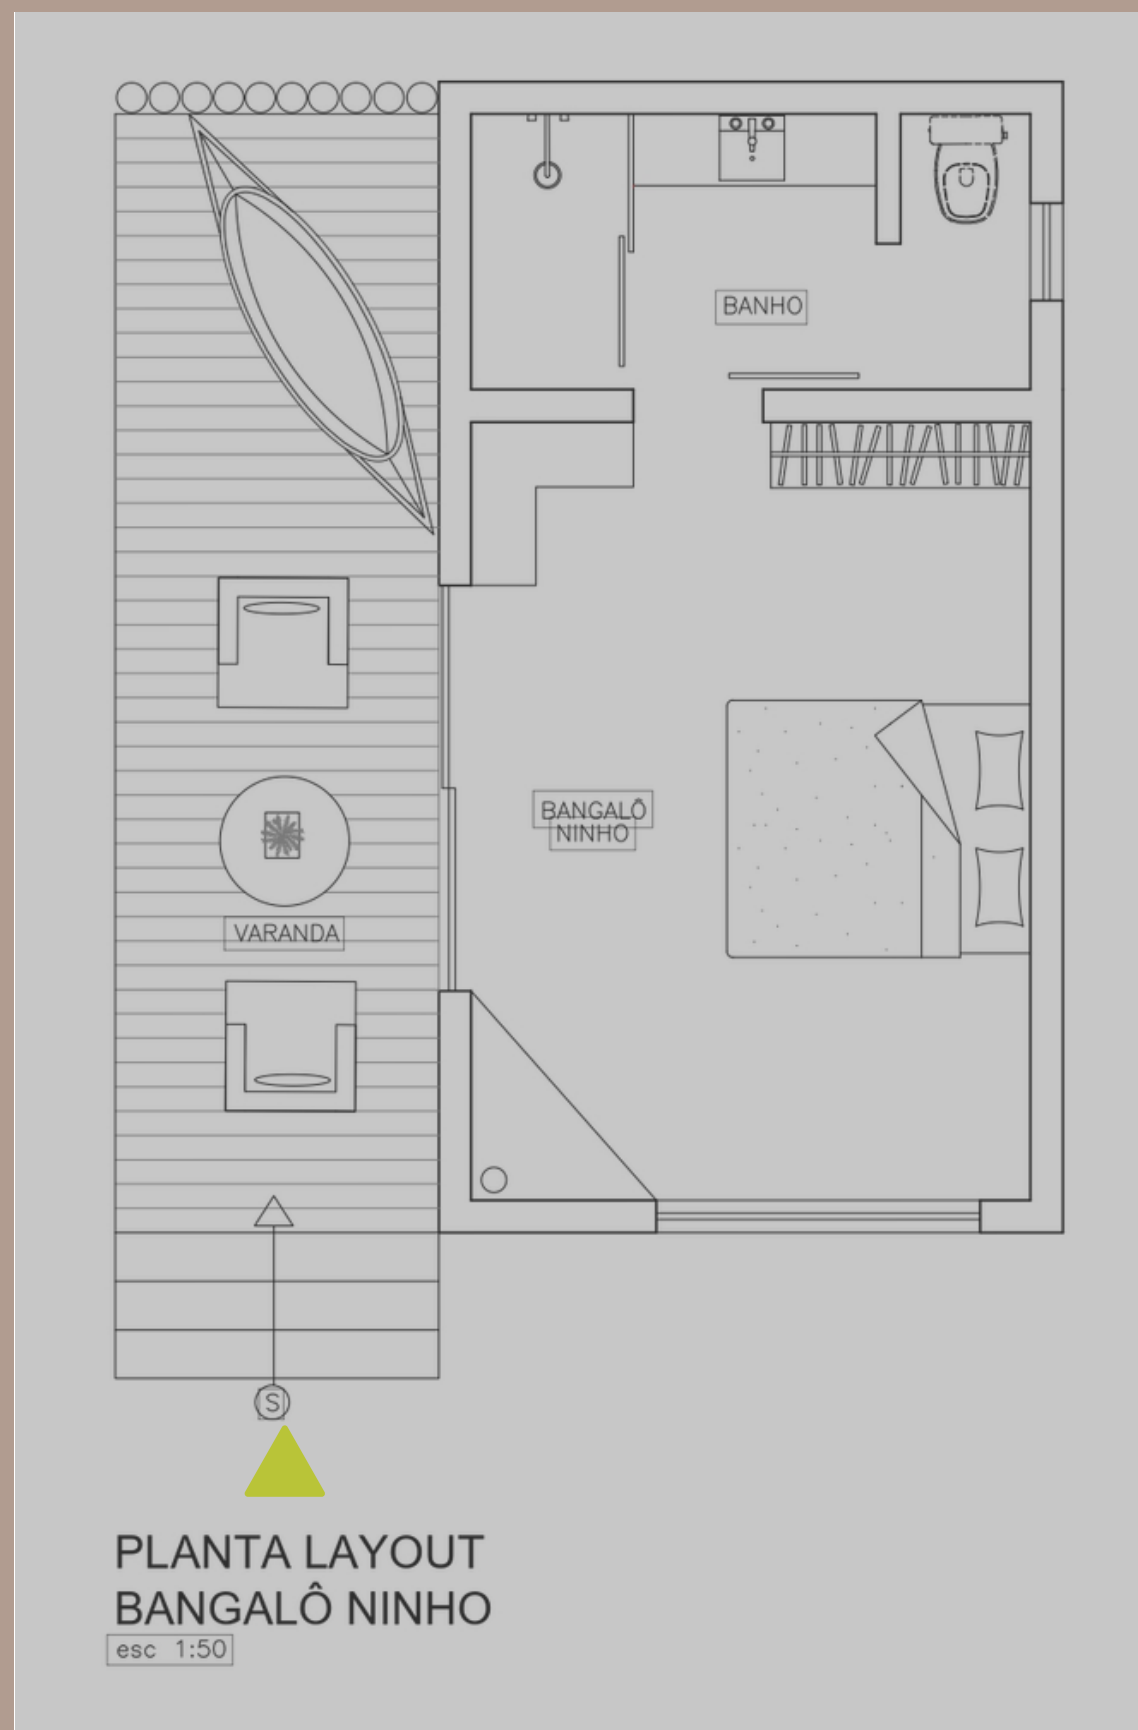 BANHO
BANGALÔ
NINHO
VARANDA
S
PLANTA LAYOUT
BANGALÔ NINHO
esc 1:50